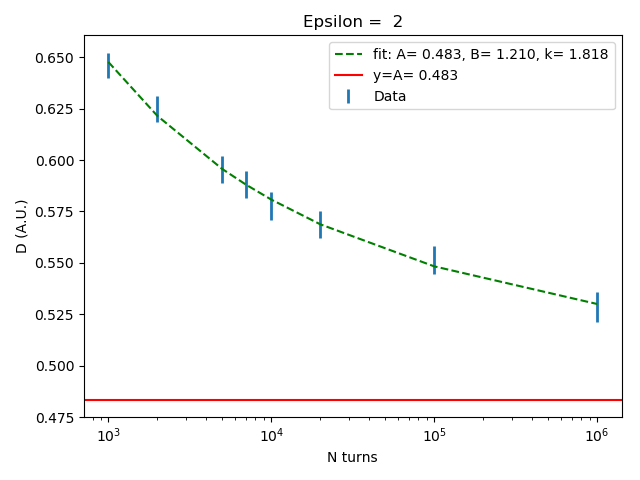 Epsilon =  2
fit: A= 0.483, B= 1.210, k= 1.818
y=A= 0.483
Data
0.650
0.625
0.600
0.575
0.550
0.525
0.500
0.475
D (A.U.)
10³ 10⁴ 10⁵ 10⁶
N turns